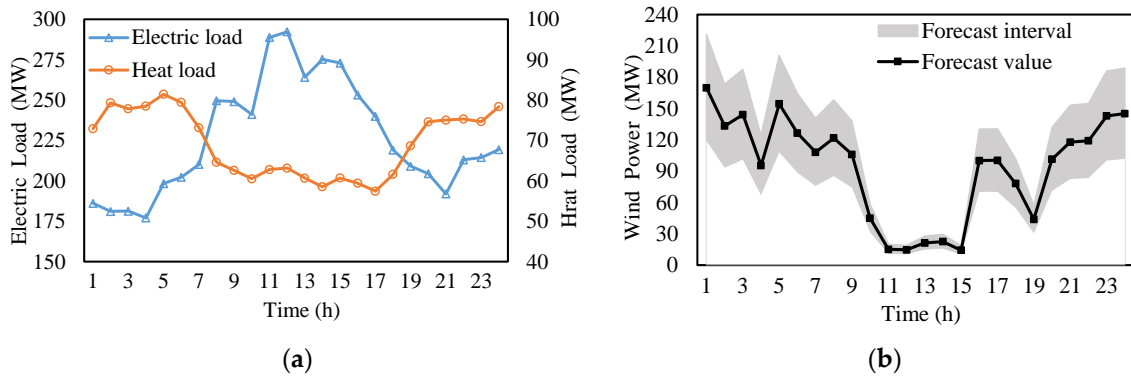 300
275
250
225
200
175
150
Electric Load (MW)
Electric load
Heat load
100
90
80
70
60
50
40
Hrat Load (MW)
1 3 5 7 9 11 13 15 17 19 21 23
Time (h)
(a)
240
210
180
150
120
90
60
30
0
Wind Power (MW)
Forecast interval
Forecast value
1 3 5 7 9 11 13 15 17 19 21 23
Time (h)
(b)